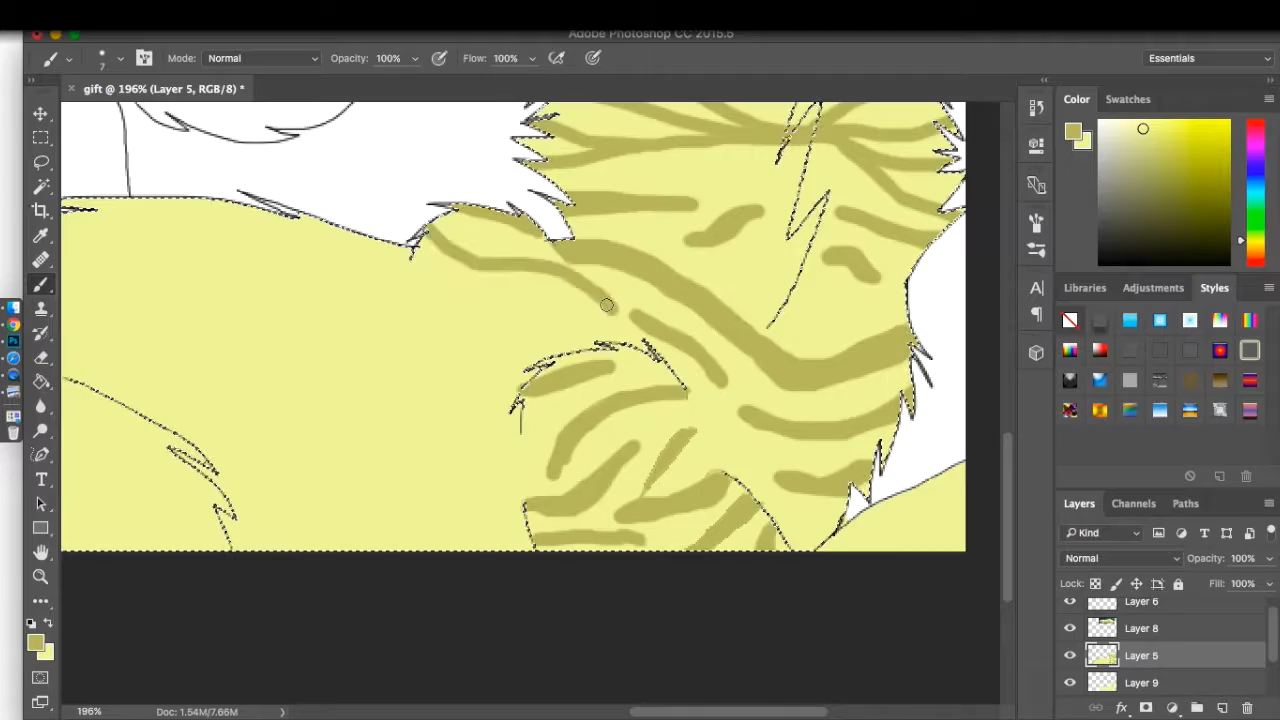 Adobe Photoshop CC 2015.5
7 Mode: Normal Opacity: 100% Flow: 100% Essentials
gift @ 196% (Layer 5, RGB/8) *
Color Swatches
Libraries Adjustments Styles
Layers Channels Paths
Kind
Normal Opacity: 100%
Lock: Fill: 100%
Layer 6
Layer 8
Layer 5
Layer 9
196% Doc: 1.54M/7.66M